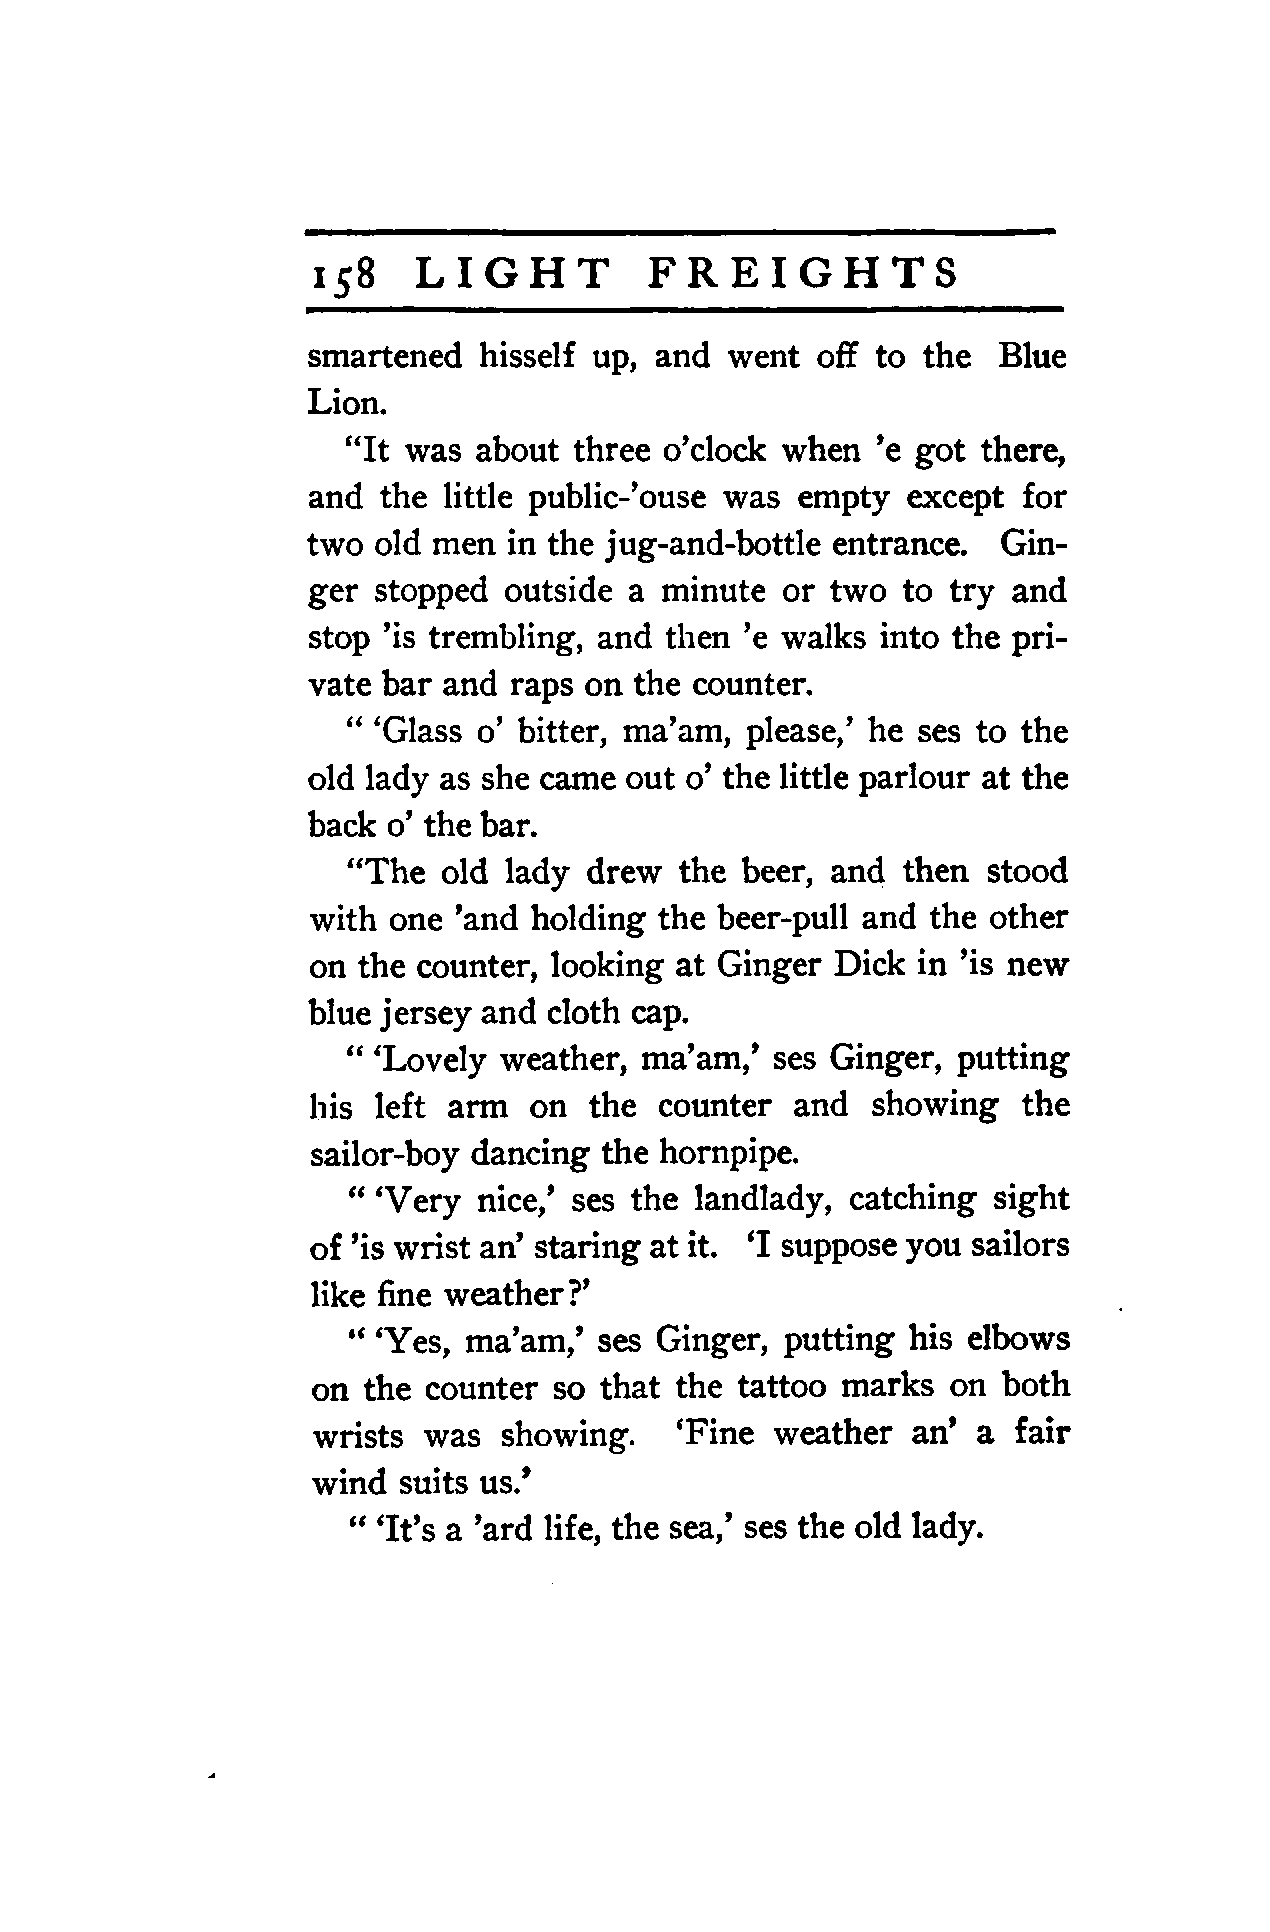 158 LIGHT FREIGHTS
smartened hisself up, and went off to the Blue
Lion.
“It was about three o’clock when ’e got there,
and the little public-’ouse was empty except for
two old men in the jug-and-bottle entrance. Gin-
ger stopped outside a minute or two to try and
stop ’is trembling, and then ’e walks into the pri-
vate bar and raps on the counter.
“ ‘Glass o’ bitter, ma’am, please,’ he ses to the
old lady as she came out o’ the little parlour at the
back o’ the bar.
“The old lady drew the beer, and then stood
with one ’and holding the beer-pull and the other
on the counter, looking at Ginger Dick in ’is new
blue jersey and cloth cap.
“ ‘Lovely weather, ma’am,’ ses Ginger, putting
his left arm on the counter and showing the
sailor-boy dancing the hornpipe.
“ ‘Very nice,’ ses the landlady, catching sight
of ’is wrist an’ staring at it. ‘I suppose you sailors
like fine weather?’
“ ‘Yes, ma’am,’ ses Ginger, putting his elbows
on the counter so that the tattoo marks on both
wrists was showing. ‘Fine weather an’ a fair
wind suits us.’
“ ‘It’s a ’ard life, the sea,’ ses the old lady.